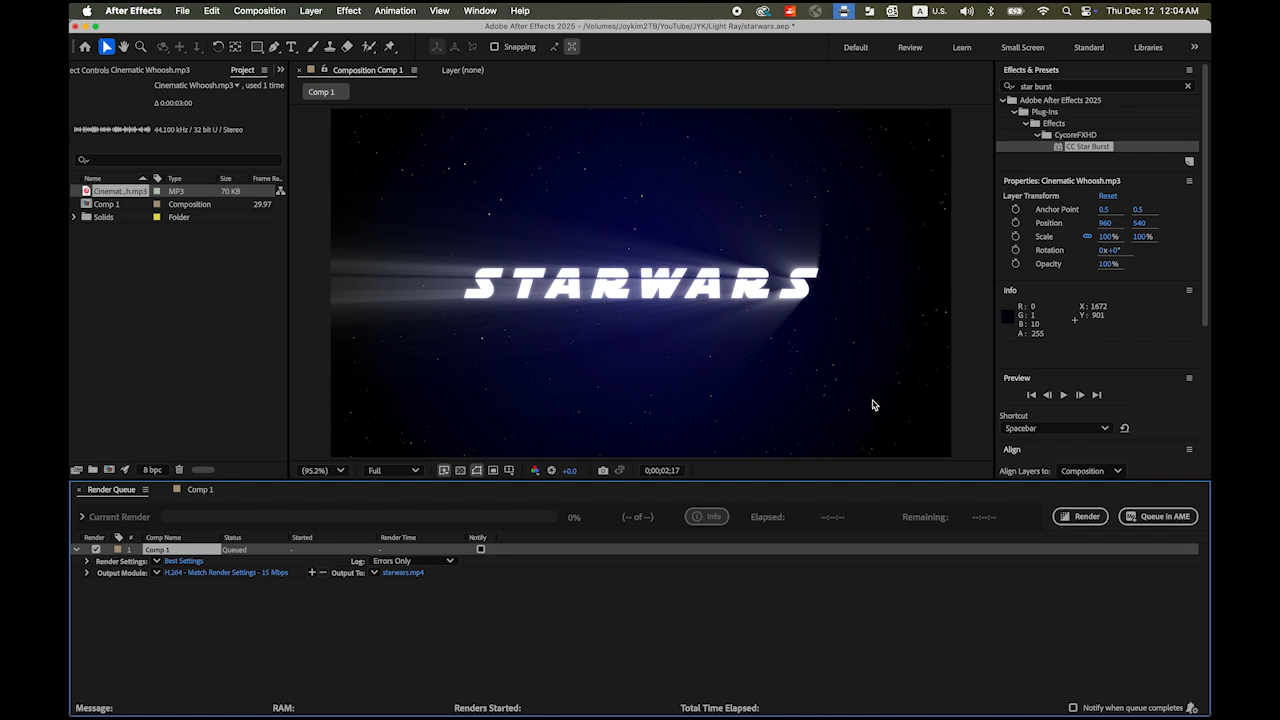 After Effects File Edit Composition Layer Effect Animation View Window Help A U.S. Thu Dec 12 12:04 AM
Adobe After Effects 2025 - /Volumes/Joykim2TB/YouTube/JYK/Light Ray/starwars.aep *
Snapping Default Review Learn Small Screen Standard Libraries
ect Controls Cinematic Whoosh.mp3 Project
Composition Comp 1 Layer (none)
Effects & Presets
Cinematic Whoosh.mp3 , used 1 time
Δ 0:00:03:00
44.100 kHz / 32 bit U / Stereo
Name Type Size Frame Ra..
Cinemat...h.mp3 MP3 70 KB
Comp 1 Composition 29.97
Solids Folder
8 bpc
Comp 1
STARWARS
(95.2%) Full +0.0 0;00;02;17
star burst
Adobe After Effects 2025
Plug-Ins
Effects
CycoreFXHD
CC Star Burst
Properties: Cinematic Whoosh.mp3
Layer Transform Reset
Anchor Point 0.5 0.5
Position 960 540
Scale 100% 100%
Rotation 0x+0°
Opacity 100%
Info
R: 0 X: 1672
G: 1 Y: 901
B: 10
A: 255
Preview
Shortcut
Spacebar
Align
Align Layers to: Composition
Render Queue Comp 1
Current Render 0% (-- of --) Info Elapsed: --:--:-- Remaining: --:--:-- Render Queue in AME
Render # Comp Name Status Started Render Time Notify
1 Comp 1 Queued - -
Render Settings: Best Settings Log: Errors Only
Output Module: H.264 - Match Render Settings - 15 Mbps Output To: starwars.mp4
Message: RAM: Renders Started: Total Time Elapsed: Notify when queue completes